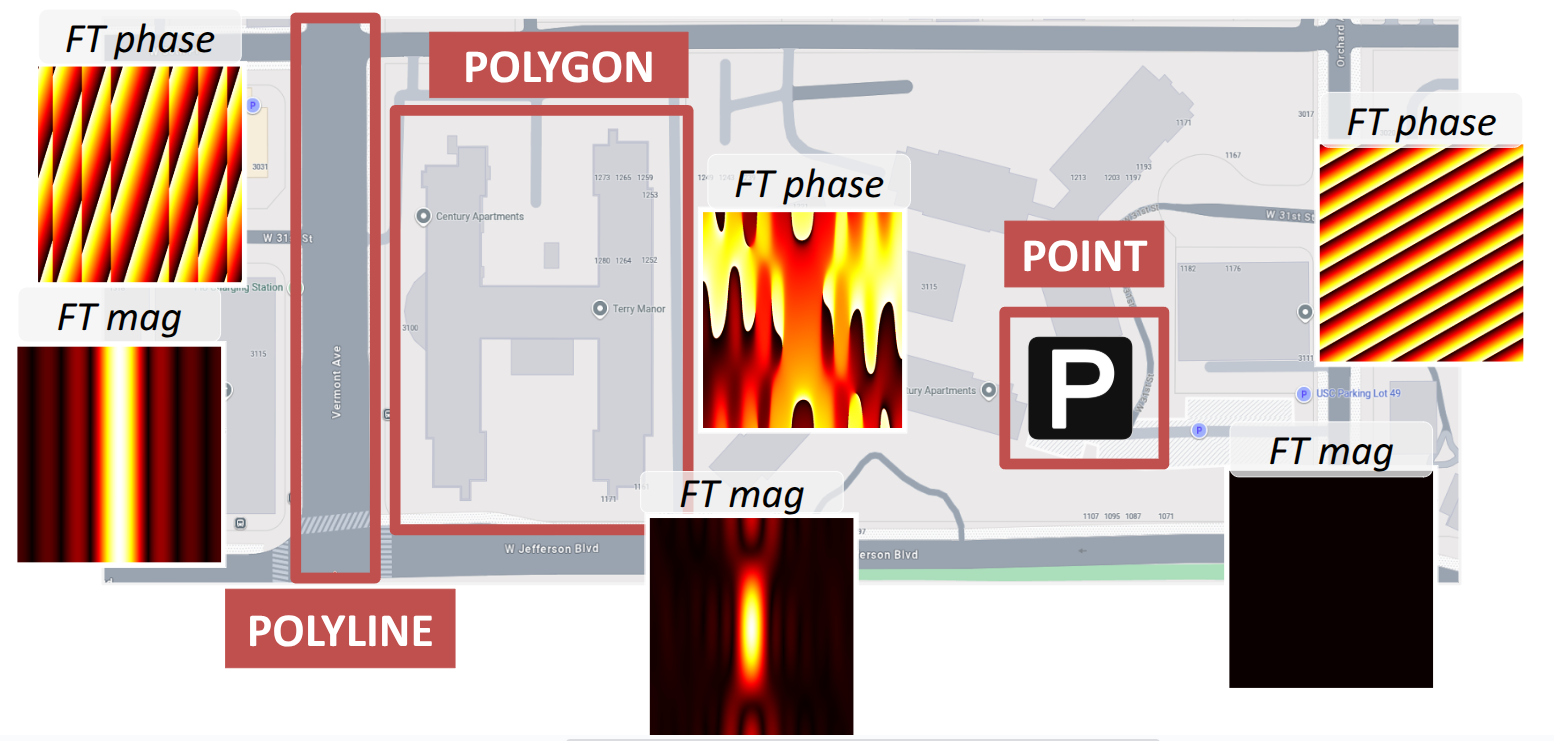 FT phase
POLYGON
Orchard
P
3031
1171
3017
FT phase
1167
1193
1273 1265 1259
1213 1203 1197
FT phase
1253
Century Apartments
W 31st St
W 31st St
POINT
1280 1264 1252
1182 1176
3115
Charging Station
FT mag
Terry Manor
3100
3115
3111
Vermont Ave
P
Apartments
P
USC Parking Lot 49
W 31st St
P
FT mag
FT mag
1171
1107 1095 1087 1071
W Jefferson Blvd
erson Blvd
POLYLINE